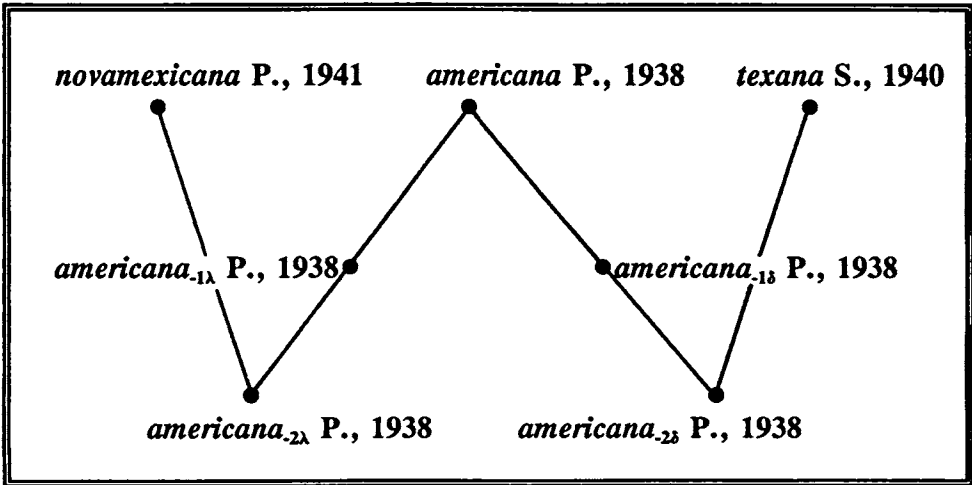 novamexicana P., 1941 americana P., 1938 texana S., 1940
americana₋₁λ P., 1938 americana₋₁δ P., 1938
americana₋₂λ P., 1938 americana₋₂δ P., 1938